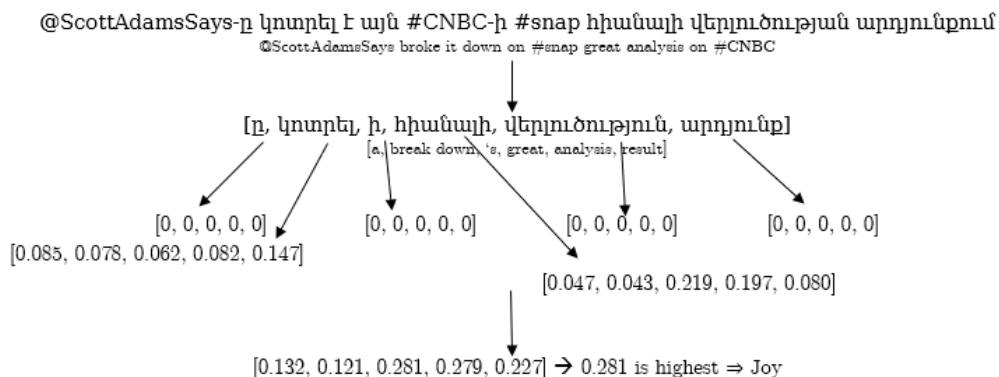 @ScottAdamsSays-ը կոտրել է այն #CNBC-ի #snap հիանալի վերլուծության արդյունքում
@ScottAdamsSays broke it down on #snap great analysis on #CNBC
[ը, կոտրել, ի, հիանալի, վերլուծություն, արդյունք]
[a, break down, ‘s, great, analysis, result]
[0, 0, 0, 0, 0] [0, 0, 0, 0, 0] [0, 0, 0, 0, 0] [0, 0, 0, 0, 0]
[0.085, 0.078, 0.062, 0.082, 0.147]
[0.047, 0.043, 0.219, 0.197, 0.080]
[0.132, 0.121, 0.281, 0.279, 0.227] → 0.281 is highest ⇒ Joy